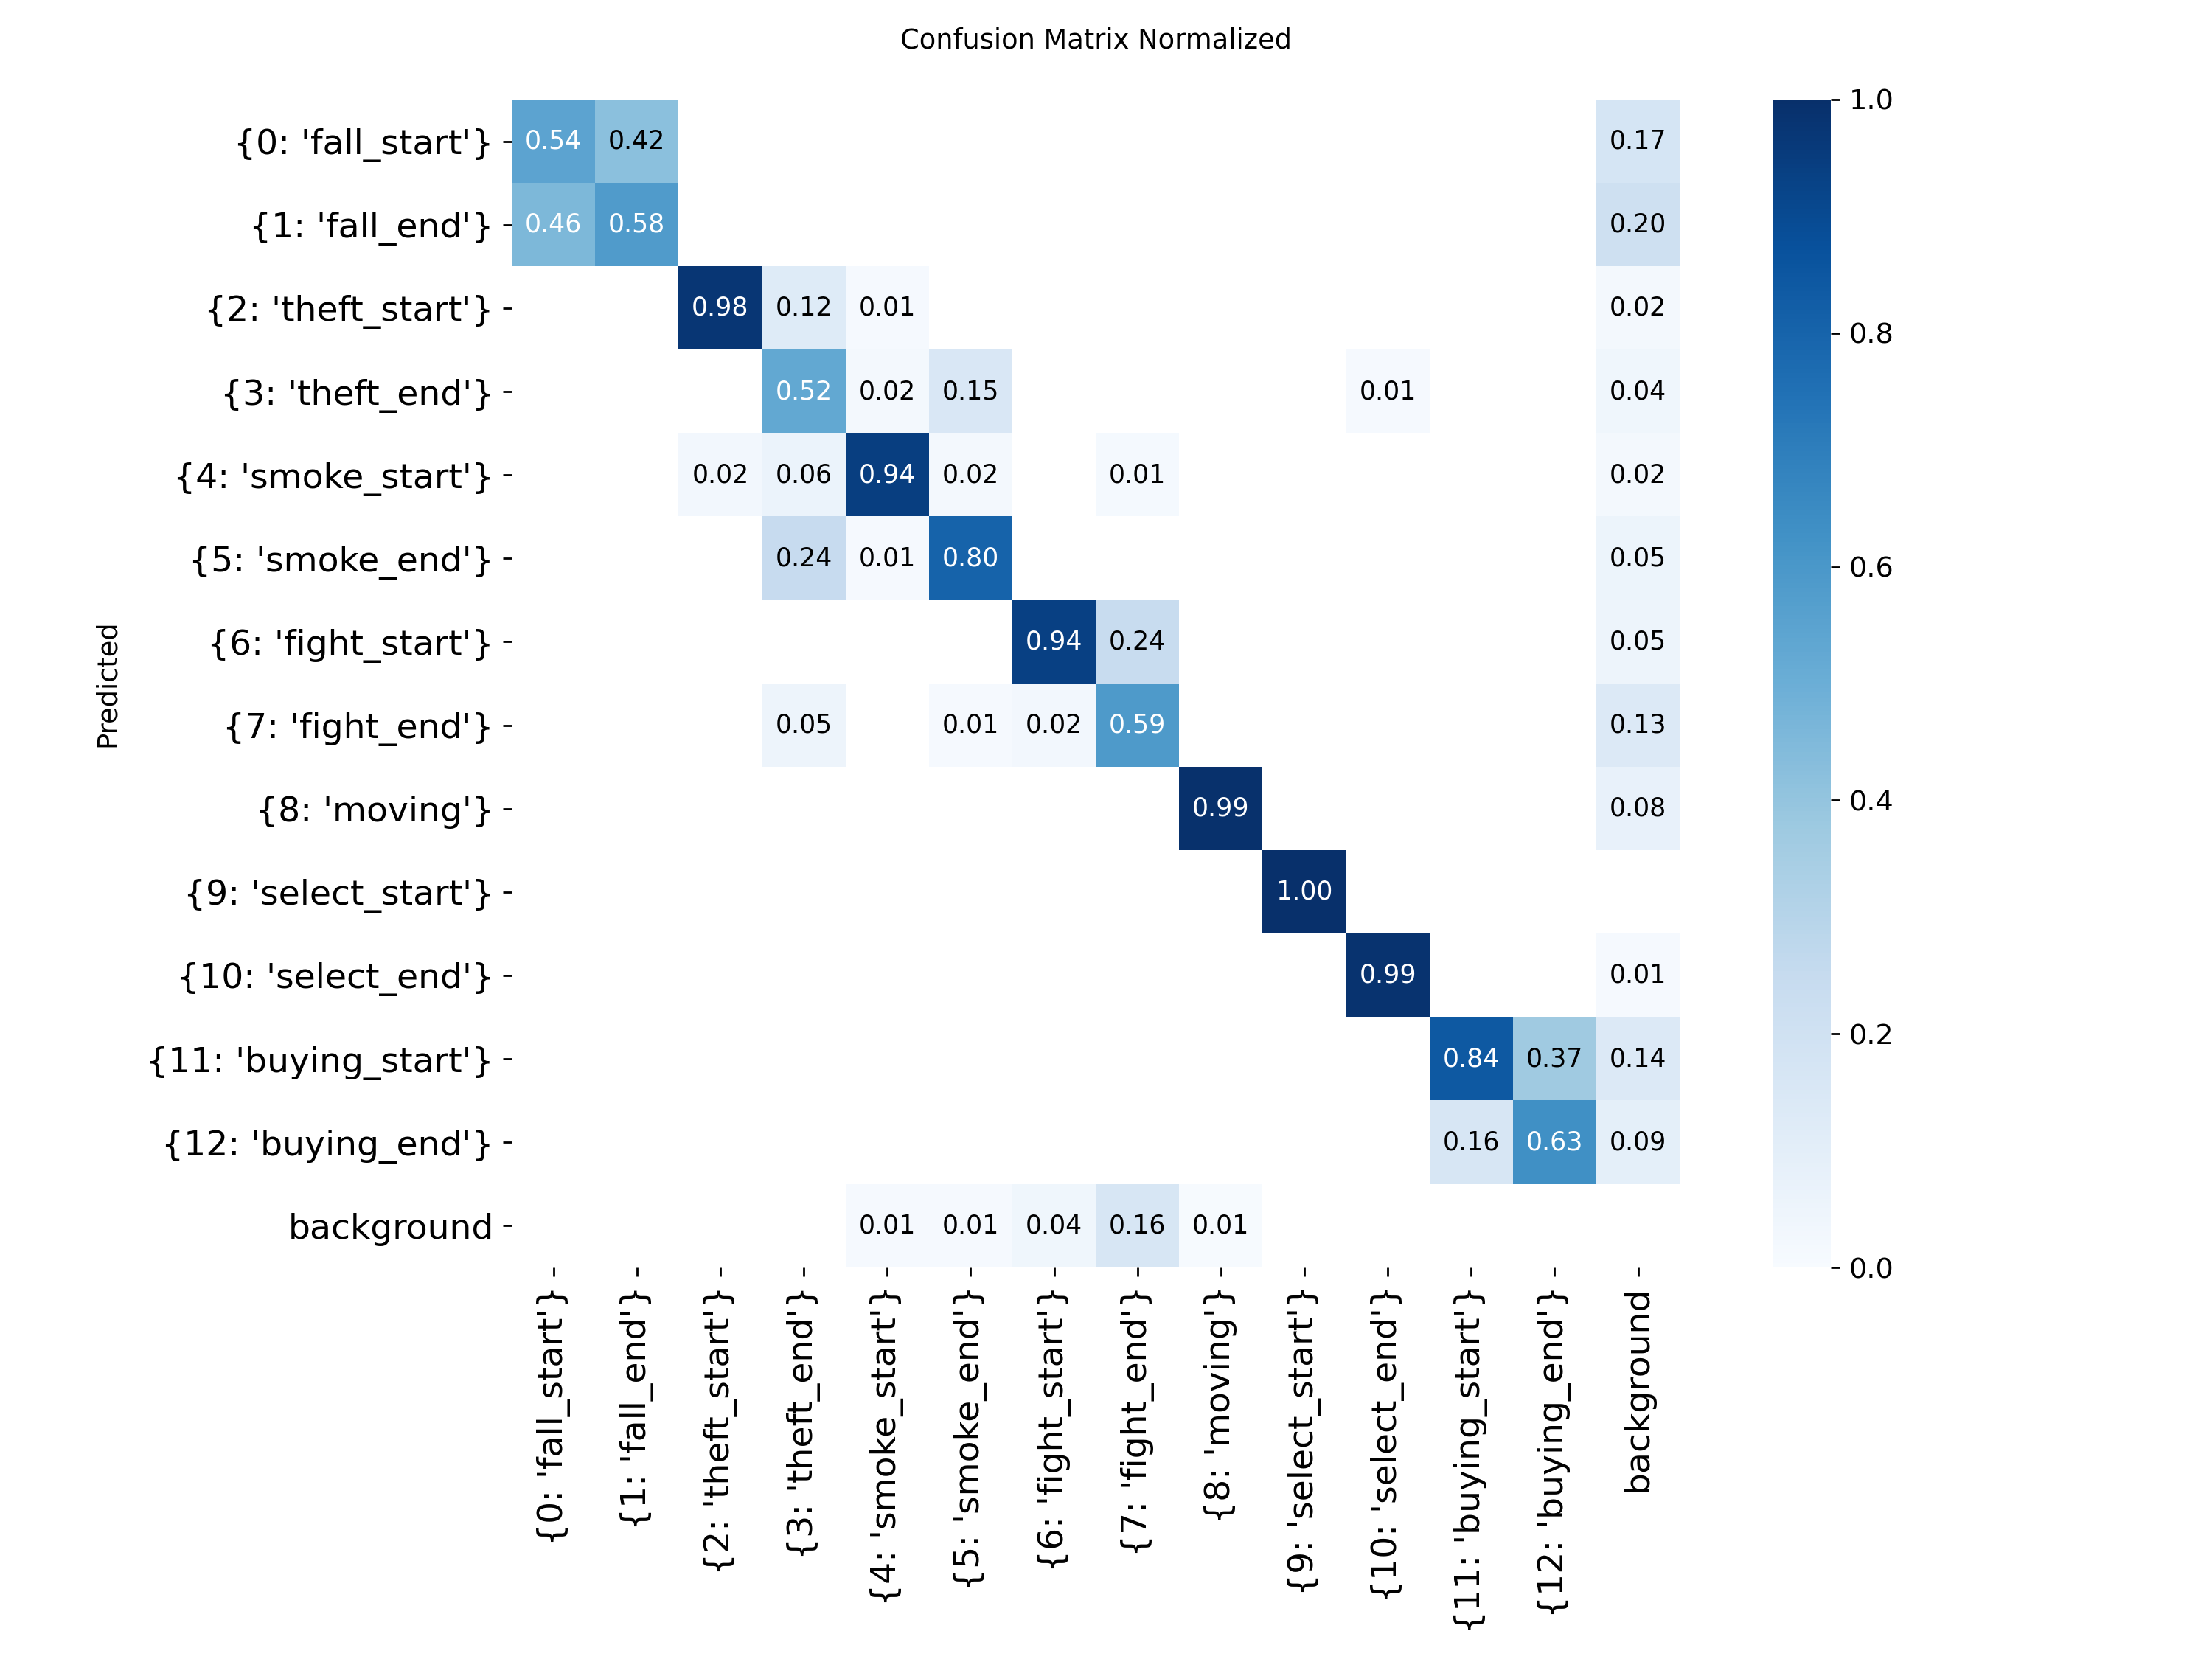 Confusion Matrix Normalized
{0: 'fall_start'} 0.54 0.42 0.17
{1: 'fall_end'} 0.46 0.58 0.20
{2: 'theft_start'} 0.98 0.12 0.01 0.02
{3: 'theft_end'} 0.52 0.02 0.15 0.01 0.04
{4: 'smoke_start'} 0.02 0.06 0.94 0.02 0.01 0.02
{5: 'smoke_end'} 0.24 0.01 0.80 0.05
{6: 'fight_start'} 0.94 0.24 0.05
{7: 'fight_end'} 0.05 0.01 0.02 0.59 0.13
{8: 'moving'} 0.99 0.08
{9: 'select_start'} 1.00
{10: 'select_end'} 0.99 0.01
{11: 'buying_start'} 0.84 0.37 0.14
{12: 'buying_end'} 0.16 0.63 0.09
background 0.01 0.01 0.04 0.16 0.01
Predicted
{0: 'fall_start'}
{1: 'fall_end'}
{2: 'theft_start'}
{3: 'theft_end'}
{4: 'smoke_start'}
{5: 'smoke_end'}
{6: 'fight_start'}
{7: 'fight_end'}
{8: 'moving'}
{9: 'select_start'}
{10: 'select_end'}
{11: 'buying_start'}
{12: 'buying_end'}
background
1.0
0.8
0.6
0.4
0.2
0.0